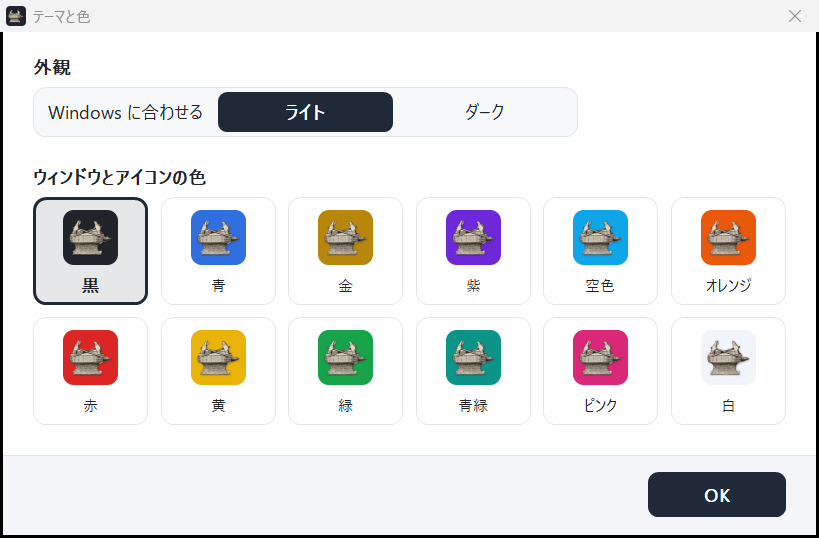 テーマと色
外観
Windows に合わせる ライト ダーク
ウィンドウとアイコンの色
黒 青 金 紫 空色 オレンジ
赤 黄 緑 青緑 ピンク 白
OK